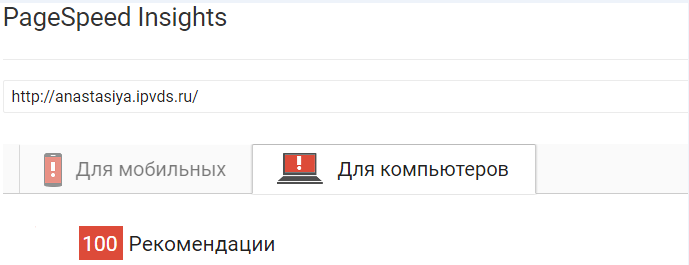 PageSpeed Insights
http://anastasiya.ipvds.ru/
Для мобильных Для компьютеров
100 Рекомендации